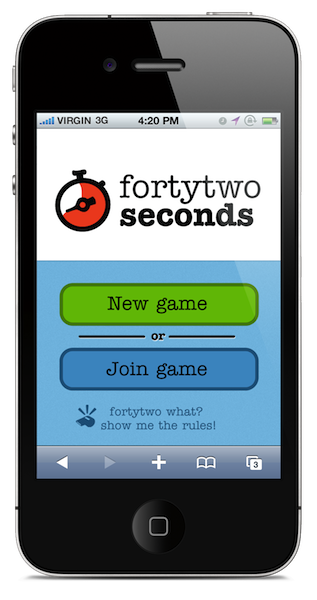 VIRGIN 3G 4:20 PM
fortytwo
seconds
New game
or
Join game
fortytwo what?
show me the rules!
3